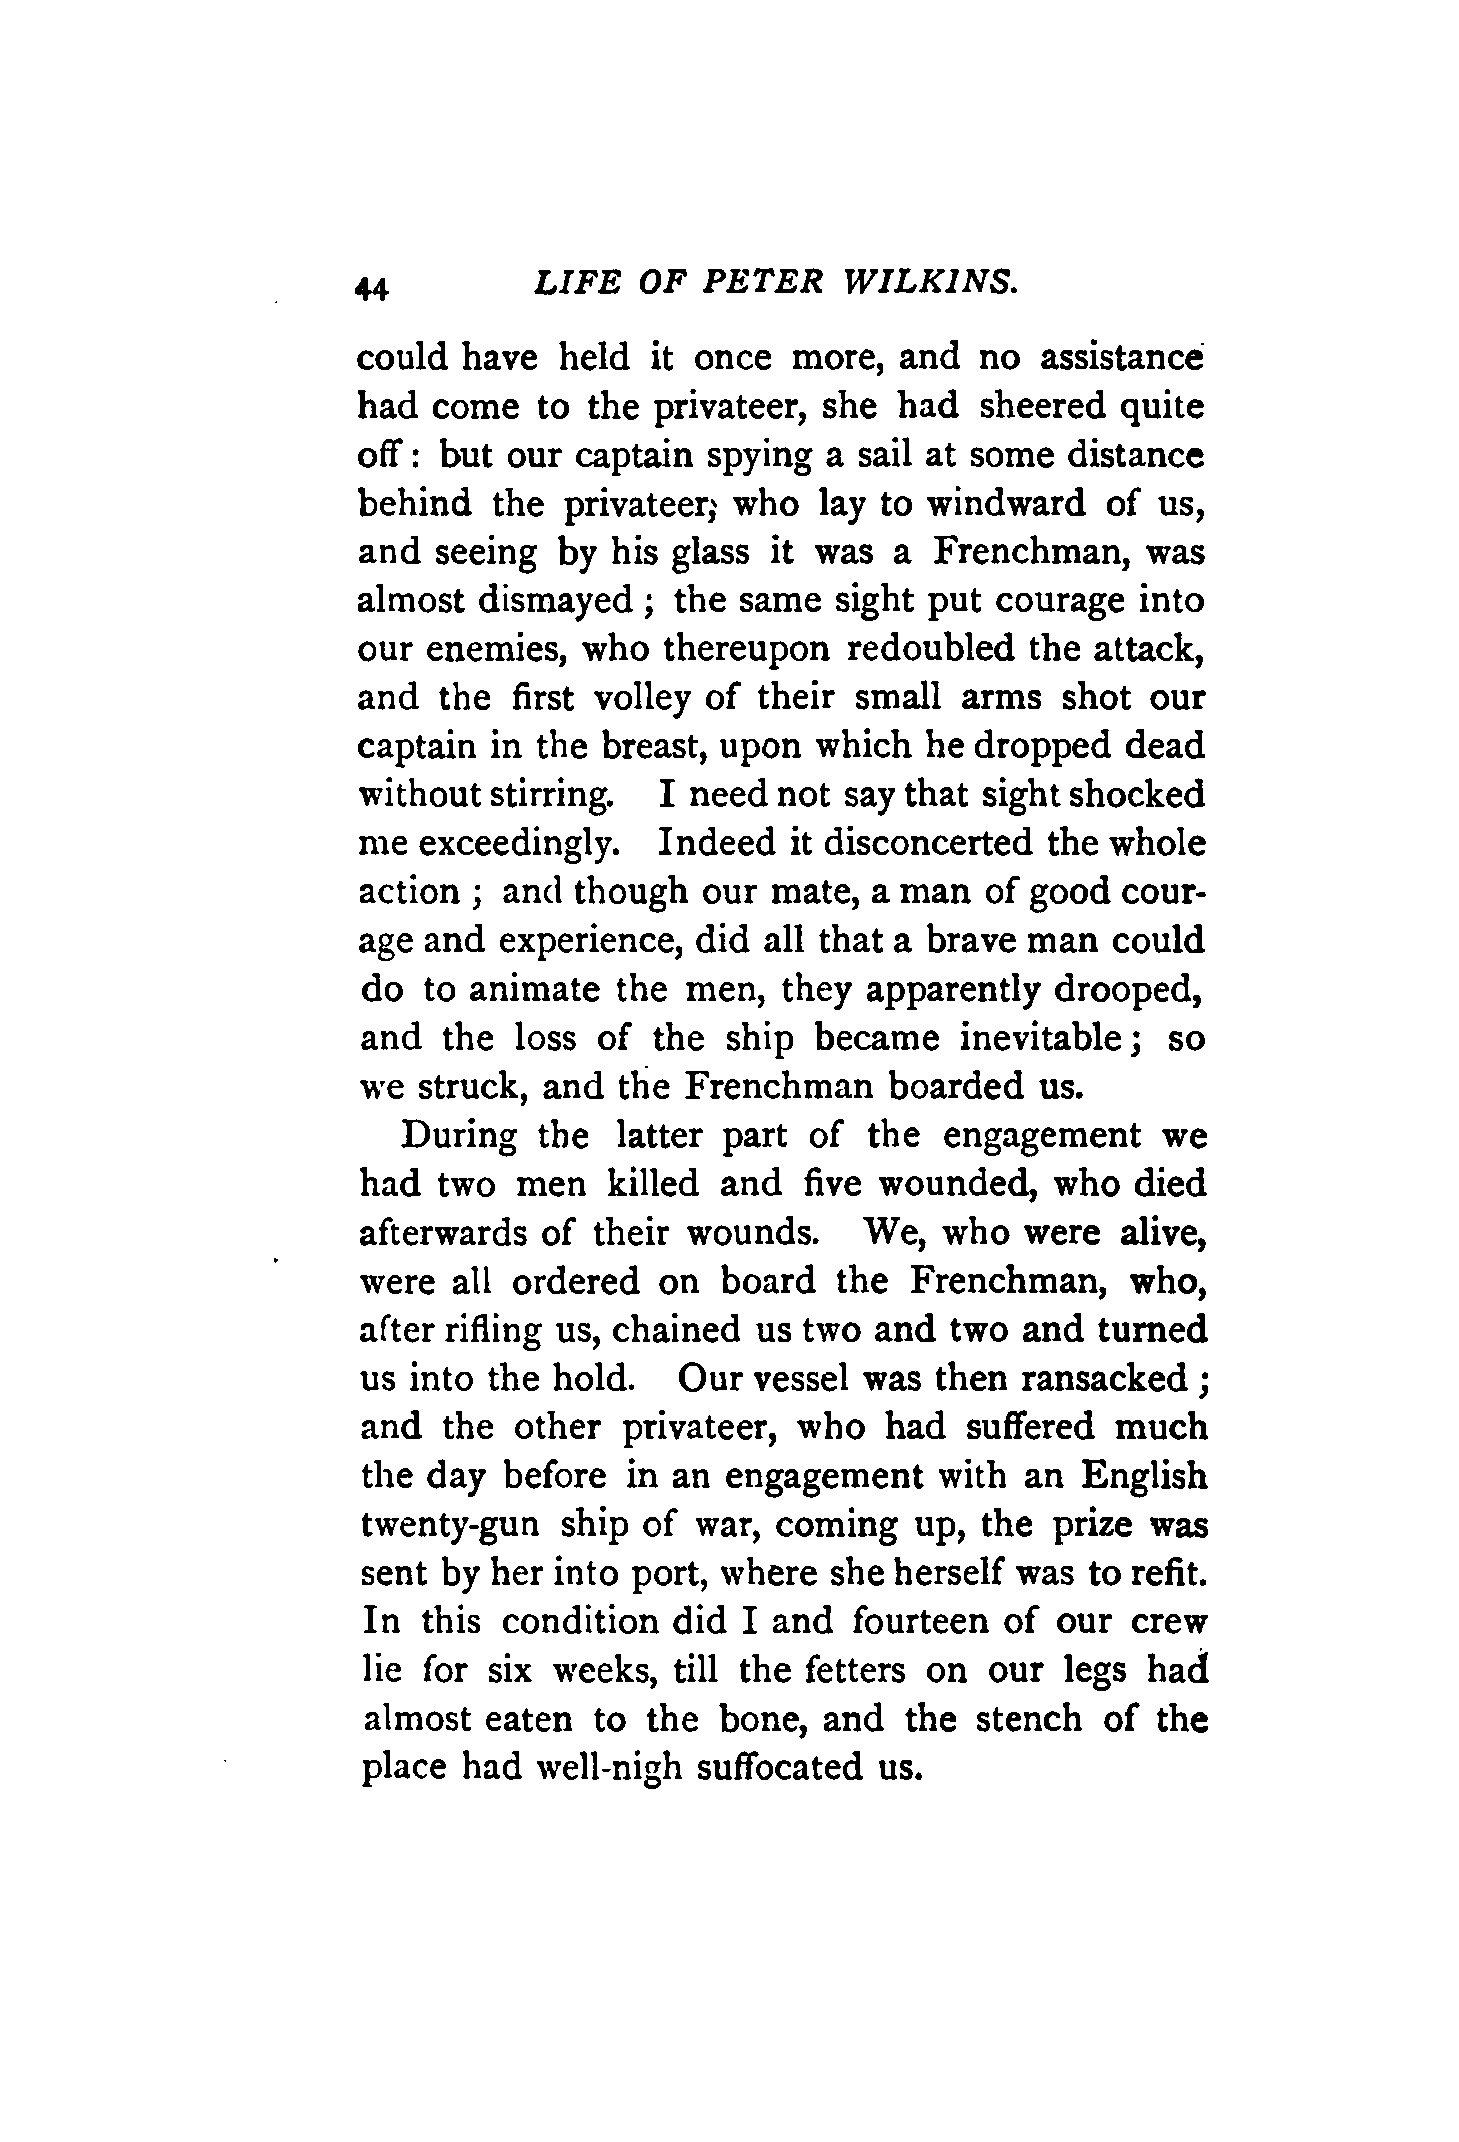 44 LIFE OF PETER WILKINS.
could have held it once more, and no assistance
had come to the privateer, she had sheered quite
off : but our captain spying a sail at some distance
behind the privateer, who lay to windward of us,
and seeing by his glass it was a Frenchman, was
almost dismayed ; the same sight put courage into
our enemies, who thereupon redoubled the attack,
and the first volley of their small arms shot our
captain in the breast, upon which he dropped dead
without stirring. I need not say that sight shocked
me exceedingly. Indeed it disconcerted the whole
action ; and though our mate, a man of good cour-
age and experience, did all that a brave man could
do to animate the men, they apparently drooped,
and the loss of the ship became inevitable ; so
we struck, and the Frenchman boarded us.
During the latter part of the engagement we
had two men killed and five wounded, who died
afterwards of their wounds. We, who were alive,
were all ordered on board the Frenchman, who,
after rifling us, chained us two and two and turned
us into the hold. Our vessel was then ransacked ;
and the other privateer, who had suffered much
the day before in an engagement with an English
twenty-gun ship of war, coming up, the prize was
sent by her into port, where she herself was to refit.
In this condition did I and fourteen of our crew
lie for six weeks, till the fetters on our legs had
almost eaten to the bone, and the stench of the
place had well-nigh suffocated us.